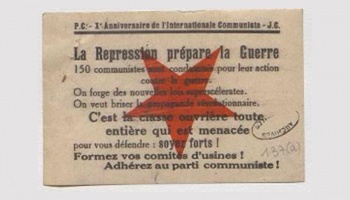 P.C. - Xe Anniversaire de l'Internationale Communiste - J.C.
La Repression prépare la Guerre
150 communistes sont condamnés pour leur action
contre la guerre.
On forge des nouvelles lois superscélérates.
On veut briser la propagande révolutionnaire.
C'est la classe ouvrière toute
entière qui est menacée
pour vous défendre : soyez forts !
Formez vos comités d'usines !
Adhérez au parti communiste !
ARCHIVES
137(a)